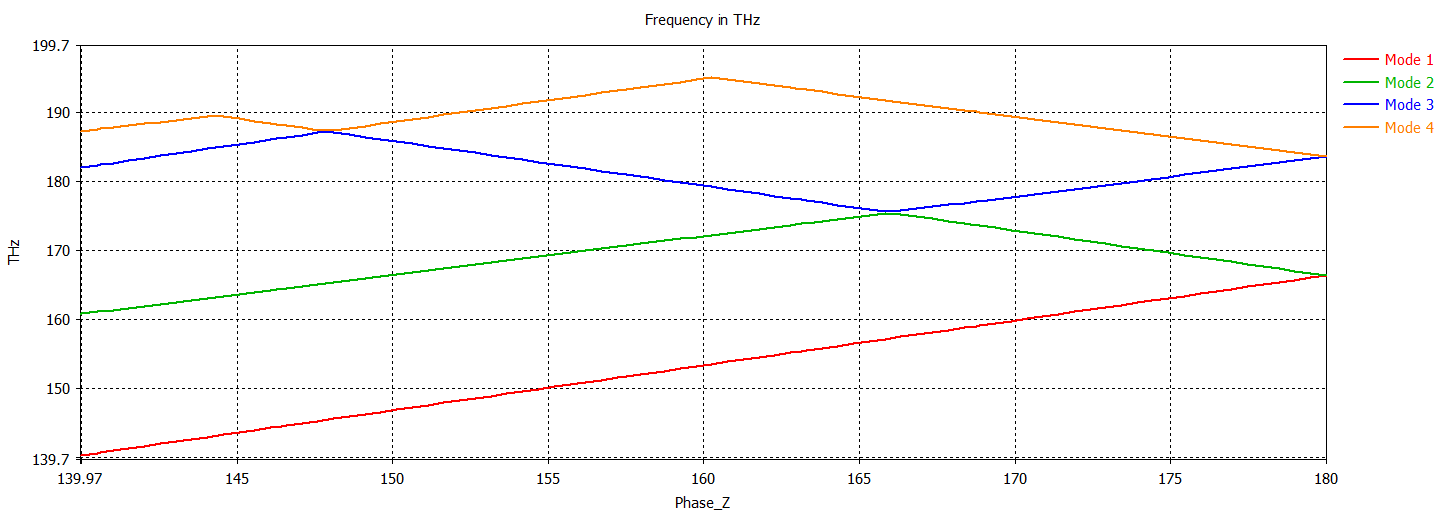 Frequency in THz
199.7
190
180
170
160
150
139.7
THz
139.97
145
150
155
160
165
170
175
180
Phase_Z
Mode 1
Mode 2
Mode 3
Mode 4